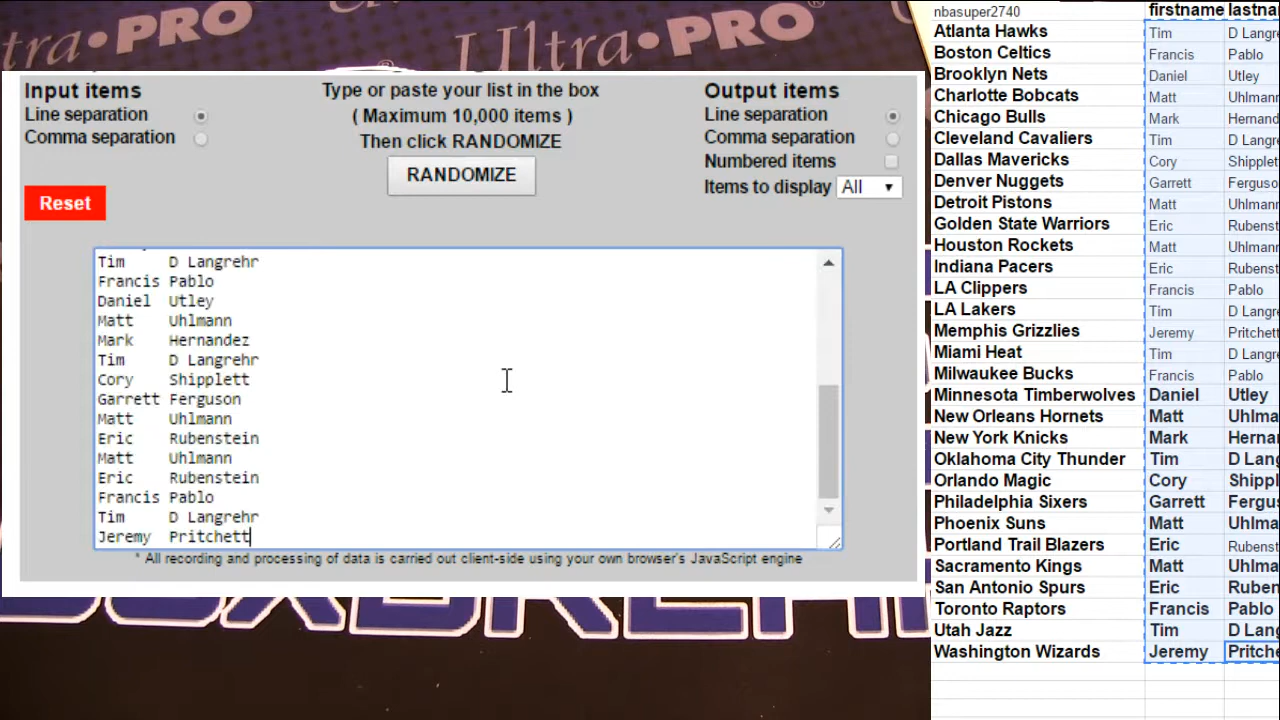 tra•PRO Ultra•PRO
Input items
Line separation
Comma separation
Reset
Type or paste your list in the box
( Maximum 10,000 items )
Then click RANDOMIZE
RANDOMIZE
Output items
Line separation
Comma separation
Numbered items
Items to display All
Tim D Langrehr
Francis Pablo
Daniel Utley
Matt Uhlmann
Mark Hernandez
Tim D Langrehr
Cory Shipplett
Garrett Ferguson
Matt Uhlmann
Eric Rubenstein
Matt Uhlmann
Eric Rubenstein
Francis Pablo
Tim D Langrehr
Jeremy Pritchett
* All recording and processing of data is carried out client-side using your own browser's JavaScript engine
nbasuper2740 firstname lastna
Atlanta Hawks Tim D Langre
Boston Celtics Francis Pablo
Brooklyn Nets Daniel Utley
Charlotte Bobcats Matt Uhlmann
Chicago Bulls Mark Hernand
Cleveland Cavaliers Tim D Langre
Dallas Mavericks Cory Shipplett
Denver Nuggets Garrett Ferguso
Detroit Pistons Matt Uhlmann
Golden State Warriors Eric Rubenst
Houston Rockets Matt Uhlmann
Indiana Pacers Eric Rubenst
LA Clippers Francis Pablo
LA Lakers Tim D Langre
Memphis Grizzlies Jeremy Pritchett
Miami Heat Tim D Langre
Milwaukee Bucks Francis Pablo
Minnesota Timberwolves Daniel Utley
New Orleans Hornets Matt Uhlma
New York Knicks Mark Herna
Oklahoma City Thunder Tim D Lang
Orlando Magic Cory Shippl
Philadelphia Sixers Garrett Fergus
Phoenix Suns Matt Uhlma
Portland Trail Blazers Eric Rubenst
Sacramento Kings Matt Uhlma
San Antonio Spurs Eric Ruben
Toronto Raptors Francis Pablo
Utah Jazz Tim D Lang
Washington Wizards Jeremy Pritche